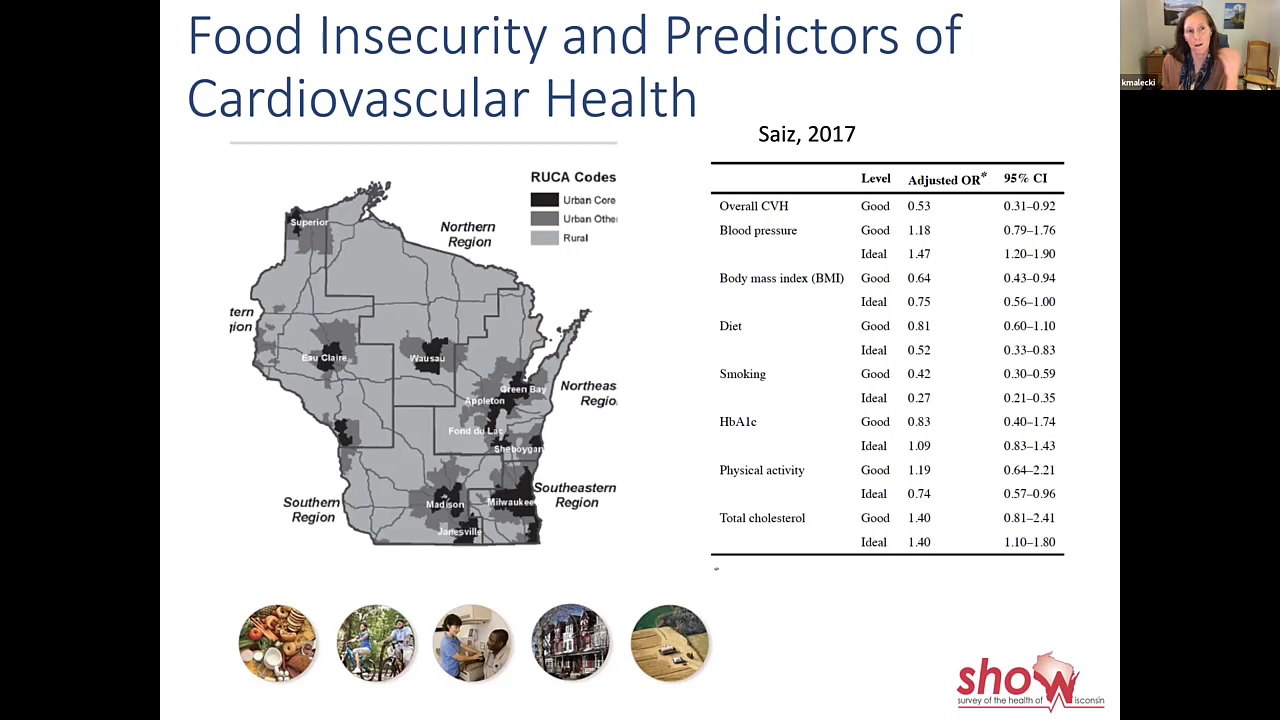 Food Insecurity and Predictors of
Cardiovascular Health
kmalecki
Saiz, 2017
RUCA Codes
Urban Core
Urban Othe
Rural
Superior
Northern
Region
tern
gion
Eau Claire
Wausau
Green Bay
Appleton
Northeas
Regio
Fond du Lac
Sheboygan
Southern
Region
Madison
Milwaukee
Southeastern
Region
Janesville
Level Adjusted OR* 95% CI
Overall CVH Good 0.53 0.31–0.92
Blood pressure Good 1.18 0.79–1.76
Ideal 1.47 1.20–1.90
Body mass index (BMI) Good 0.64 0.43–0.94
Ideal 0.75 0.56–1.00
Diet Good 0.81 0.60–1.10
Ideal 0.52 0.33–0.83
Smoking Good 0.42 0.30–0.59
Ideal 0.27 0.21–0.35
HbA1c Good 0.83 0.40–1.74
Ideal 1.09 0.83–1.43
Physical activity Good 1.19 0.64–2.21
Ideal 0.74 0.57–0.96
Total cholesterol Good 1.40 0.81–2.41
Ideal 1.40 1.10–1.80
*
show
survey of the health of Wisconsin